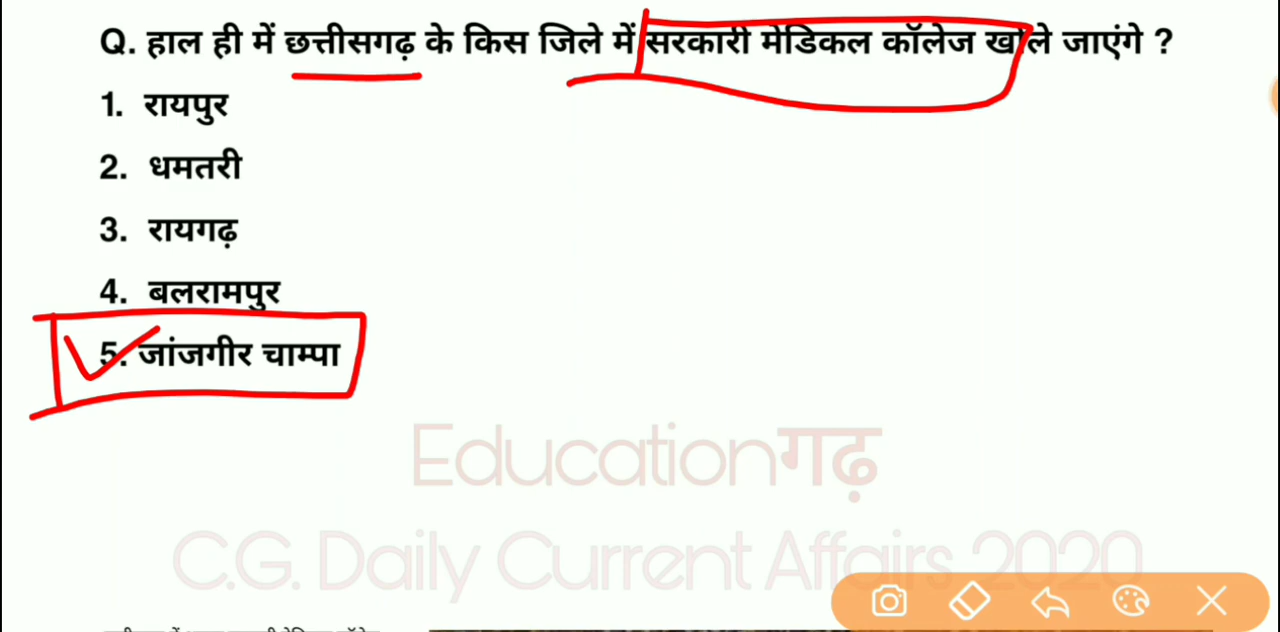 Q. हाल ही में छत्तीसगढ़ के किस जिले में सरकारी मेडिकल कॉलेज खोले जाएंगे ?
1. रायपुर
2. धमतरी
3. रायगढ़
4. बलरामपुर
5. जांजगीर चाम्पा
Educationगढ़
C.G. Daily Current Affairs 2020